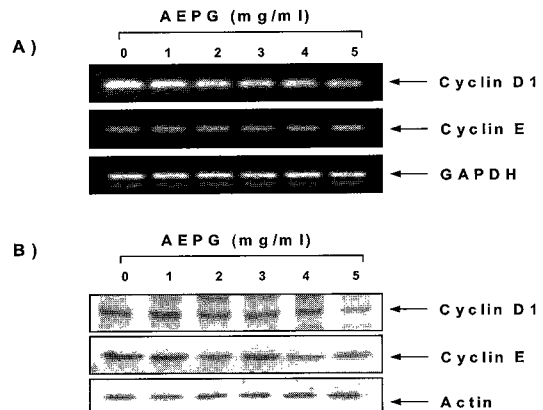 AEPG (mg/ml)
A)
0 1 2 3 4 5
Cyclin D1
Cyclin E
GAPDH
AEPG (mg/ml)
B)
0 1 2 3 4 5
Cyclin D1
Cyclin E
Actin